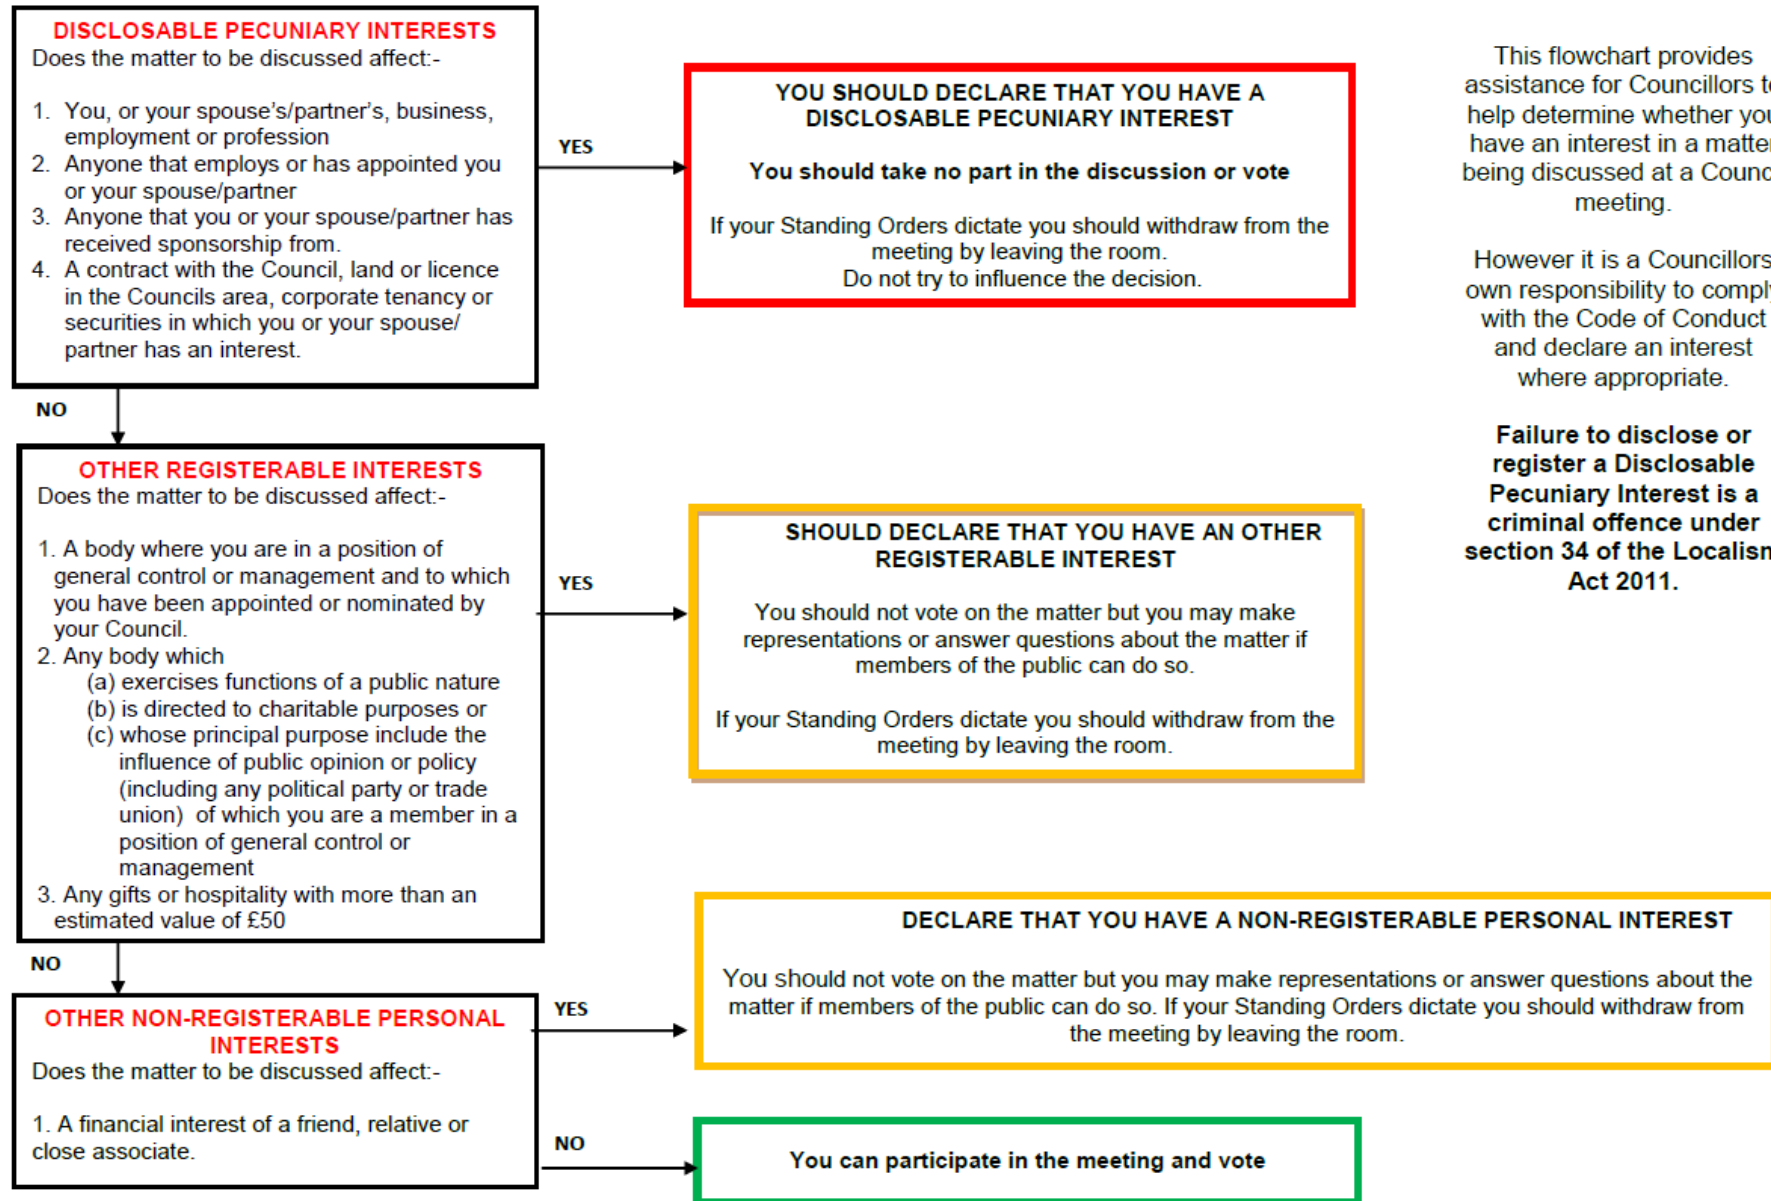 DISCLOSABLE PECUNIARY INTERESTS
Does the matter to be discussed affect:-
1. You, or your spouse's/partner's, business,
employment or profession
2. Anyone that employs or has appointed you
or your spouse/partner
3. Anyone that you or your spouse/partner has
received sponsorship from.
4. A contract with the Council, land or licence
in the Councils area, corporate tenancy or
securities in which you or your spouse/
partner has an interest.
YES
YOU SHOULD DECLARE THAT YOU HAVE A
DISCLOSABLE PECUNIARY INTEREST
You should take no part in the discussion or vote
If your Standing Orders dictate you should withdraw from the
meeting by leaving the room.
Do not try to influence the decision.
This flowchart provides
assistance for Councillors t
help determine whether you
have an interest in a matter
being discussed at a Counc
meeting.
However it is a Councillors
own responsibility to comply
with the Code of Conduct
and declare an interest
where appropriate.
Failure to disclose or
register a Disclosable
Pecuniary Interest is a
criminal offence under
section 34 of the Localism
Act 2011.
NO
OTHER REGISTERABLE INTERESTS
Does the matter to be discussed affect:-
1. A body where you are in a position of
general control or management and to which
you have been appointed or nominated by
your Council.
2. Any body which
(a) exercises functions of a public nature
(b) is directed to charitable purposes or
(c) whose principal purpose include the
influence of public opinion or policy
(including any political party or trade
union) of which you are a member in a
position of general control or
management
3. Any gifts or hospitality with more than an
estimated value of £50
YES
SHOULD DECLARE THAT YOU HAVE AN OTHER
REGISTERABLE INTEREST
You should not vote on the matter but you may make
representations or answer questions about the matter if
members of the public can do so.
If your Standing Orders dictate you should withdraw from the
meeting by leaving the room.
NO
OTHER NON-REGISTERABLE PERSONAL
INTERESTS
Does the matter to be discussed affect:-
1. A financial interest of a friend, relative or
close associate.
YES
DECLARE THAT YOU HAVE A NON-REGISTERABLE PERSONAL INTEREST
You should not vote on the matter but you may make representations or answer questions about the
matter if members of the public can do so. If your Standing Orders dictate you should withdraw from
the meeting by leaving the room.
NO
You can participate in the meeting and vote